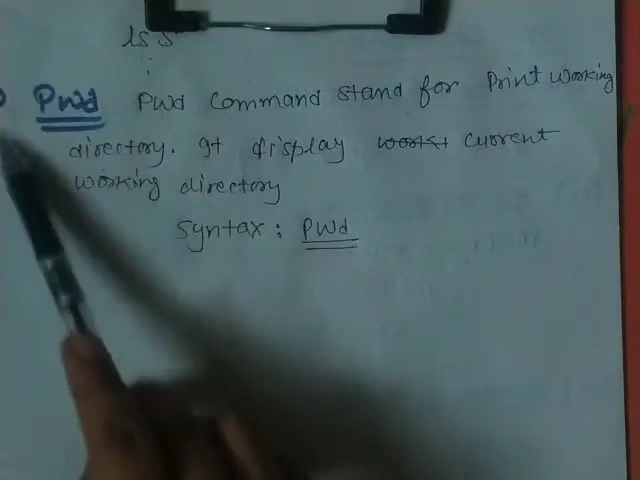 ls s
:
Pwd Pwd Command stand for Print working
directory. It display current
working directory
Syntax : Pwd